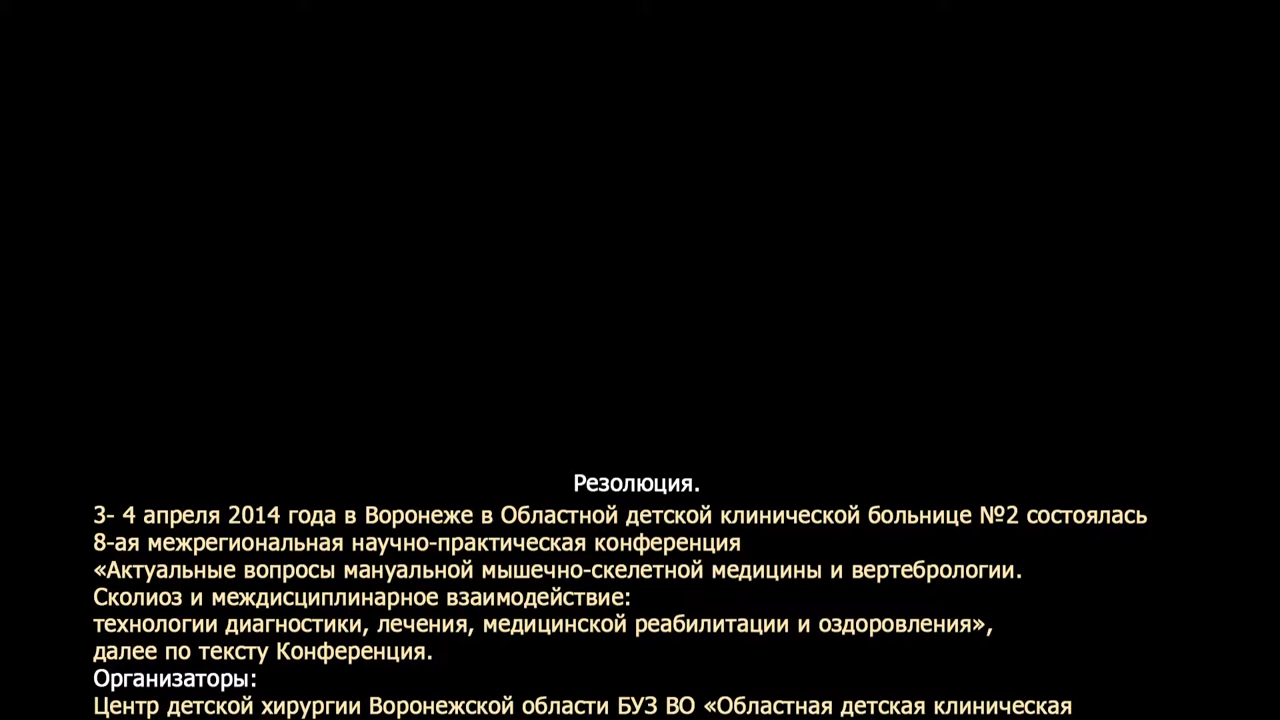 Резолюция.
3- 4 апреля 2014 года в Воронеже в Областной детской клинической больнице №2 состоялась
8-ая межрегиональная научно-практическая конференция
«Актуальные вопросы мануальной мышечно-скелетной медицины и вертебрологии.
Сколиоз и междисциплинарное взаимодействие:
технологии диагностики, лечения, медицинской реабилитации и оздоровления»,
далее по тексту Конференция.
Организаторы:
Центр детской хирургии Воронежской области БУЗ ВО «Областная детская клиническая